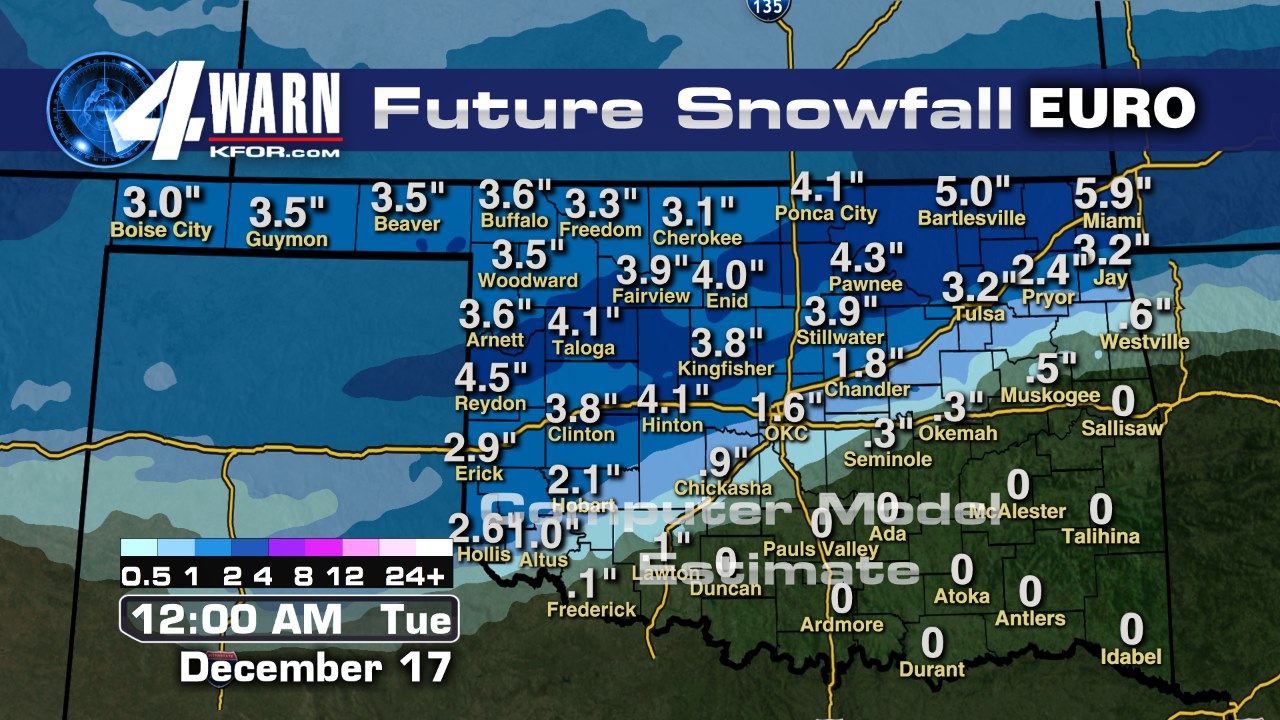 135
4WARN
KFOR.COM
Future Snowfall EURO
3.0"
Boise City
3.5"
Guymon
3.5"
Beaver
3.6"
Buffalo
3.3"
Freedom
3.1"
Cherokee
4.1"
Ponca City
5.0"
Bartlesville
5.9"
Miami
3.5"
Woodward
3.9"
Fairview
4.0"
Enid
4.3"
Pawnee
3.2"
Tulsa
2.4"
Pryor
3.2"
Jay
3.6"
Arnett
4.1"
Taloga
3.8"
Kingfisher
3.9"
Stillwater
.6"
Westville
4.5"
Reydon
3.8"
Clinton
4.1"
Hinton
1.6"
OKC
1.8"
Chandler
.5"
Muskogee
0
Sallisaw
2.9"
Erick
2.1"
Hobart
.9"
Chickasha
.3"
Seminole
.3"
Okemah
Computer Model
Estimate
2.6"
Hollis
1.0"
Altus
.1"
Frederick
1"
Lawton
0
Duncan
0
Pauls Valley
0
Ada
0
McAlester
0
Talihina
0
Ardmore
0
Atoka
0
Antlers
0
Durant
0
Idabel
0.5 1 2 4 8 12 24+
12:00 AM Tue
December 17